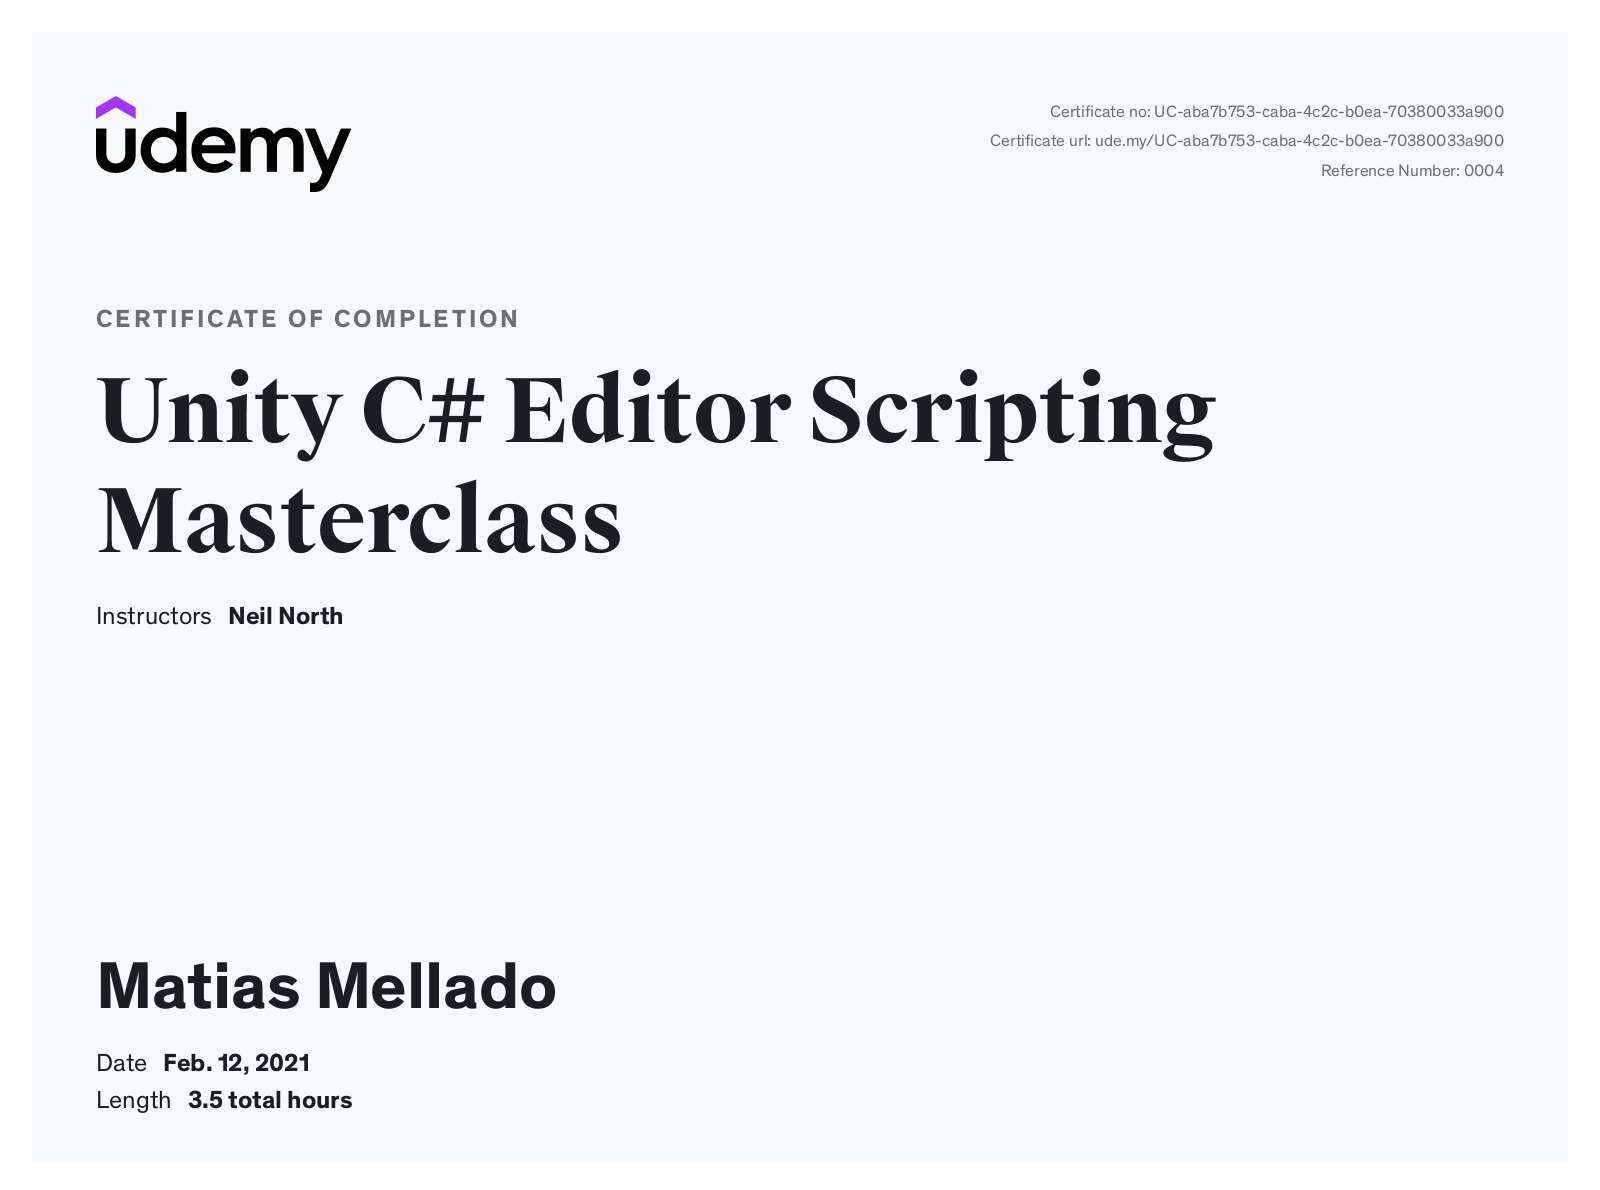 udemy
Certificate no: UC-aba7b753-caba-4c2c-b0ea-70380033a900
Certificate url: ude.my/UC-aba7b753-caba-4c2c-b0ea-70380033a900
Reference Number: 0004
CERTIFICATE OF COMPLETION
Unity C# Editor Scripting
Masterclass
Instructors Neil North
Matias Mellado
Date Feb. 12, 2021
Length 3.5 total hours